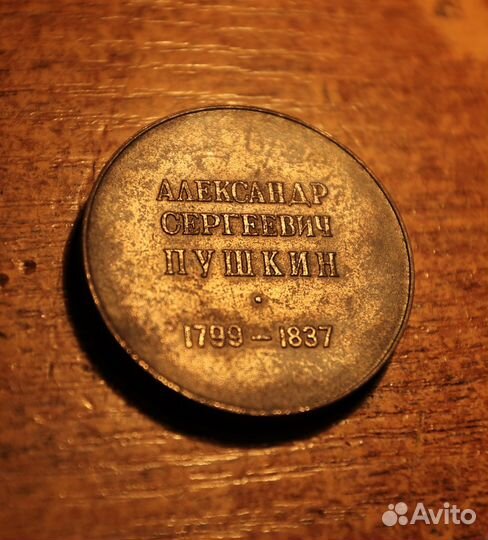 АЛЕКСАНДР
СЕРГЕЕВИЧ
ПУШКИН
1799 – 1837
Avito